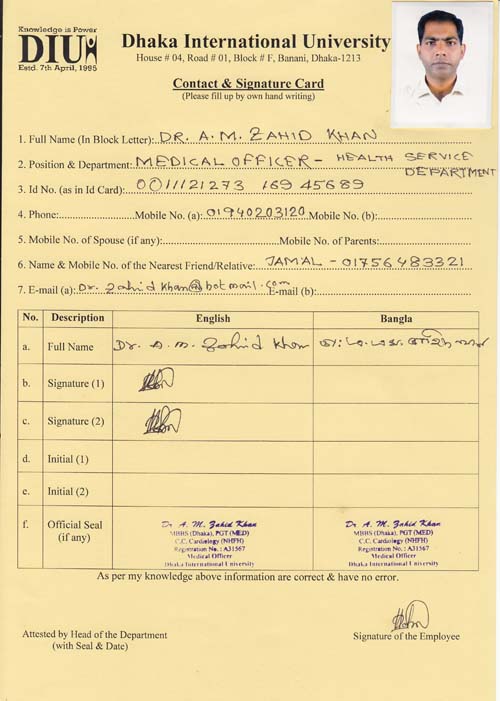 Knowledge is Power
DIU
Estd. 7th April, 1995
Dhaka International University
House # 04, Road # 01, Block # F, Banani, Dhaka-1213
Contact & Signature Card
(Please fill up by own hand writing)
1. Full Name (In Block Letter): DR. A. M. ZAHID KHAN
2. Position & Department: MEDICAL OFFICER – HEALTH SERVICE DEPARTMENT
3. Id No. (as in Id Card): 00111121273 169 45689
4. Phone: Mobile No. (a): 01940203120 Mobile No. (b):
5. Mobile No. of Spouse (if any): Mobile No. of Parents:
6. Name & Mobile No. of the Nearest Friend/Relative: JAMAL - 01756483321
7. E-mail (a): Dr. zahid khan@hotmail.com E-mail (b):
No. Description English Bangla
a. Full Name Dr. A. M. Zahid Khan
b. Signature (1)
c. Signature (2)
d. Initial (1)
e. Initial (2)
f. Official Seal (if any)
Dr A. M. Zahid Khan
MBBS (Dhaka), PGT (MED)
C.C. Cardiology (NHFH)
Registration No. : A31567
Medical Officer
Dhaka International University
Dr A. M. Zahid Khan
MBBS (Dhaka), PGT (MED)
C.C. Cardiology (NHFH)
Registration No. : A31567
Medical Officer
Dhaka International University
As per my knowledge above information are correct & have no error.
Attested by Head of the Department
(with Seal & Date)
Signature of the Employee